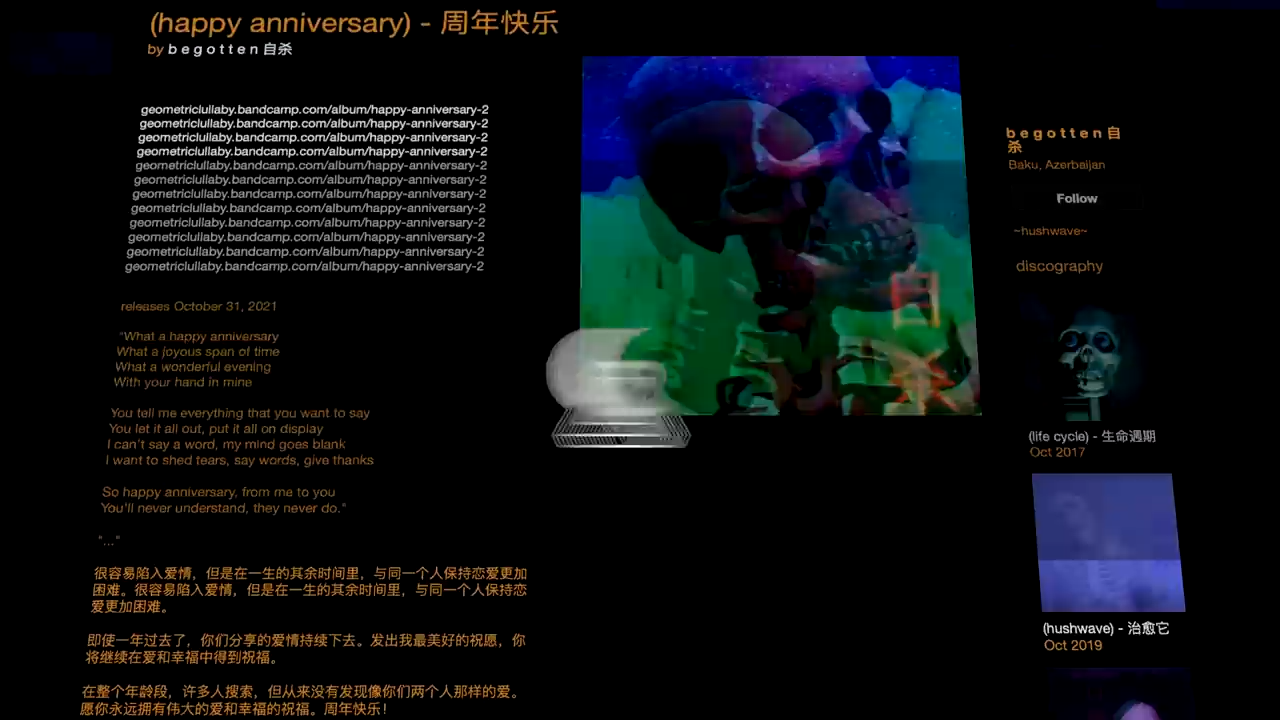 (happy anniversary) - 周年快乐
by b e g o t t e n 自杀
geometriclullaby.bandcamp.com/album/happy-anniversary-2
geometriclullaby.bandcamp.com/album/happy-anniversary-2
geometriclullaby.bandcamp.com/album/happy-anniversary-2
geometriclullaby.bandcamp.com/album/happy-anniversary-2
geometriclullaby.bandcamp.com/album/happy-anniversary-2
geometriclullaby.bandcamp.com/album/happy-anniversary-2
geometriclullaby.bandcamp.com/album/happy-anniversary-2
geometriclullaby.bandcamp.com/album/happy-anniversary-2
geometriclullaby.bandcamp.com/album/happy-anniversary-2
geometriclullaby.bandcamp.com/album/happy-anniversary-2
geometriclullaby.bandcamp.com/album/happy-anniversary-2
geometriclullaby.bandcamp.com/album/happy-anniversary-2
releases October 31, 2021
"What a happy anniversary
What a joyous span of time
What a wonderful evening
With your hand in mine
You tell me everything that you want to say
You let it all out, put it all on display
I can't say a word, my mind goes blank
I want to shed tears, say words, give thanks
So happy anniversary, from me to you
You'll never understand, they never do."
"..."
很容易陷入爱情，但是在一生的其余时间里，与同一个人保持恋爱更加
困难。很容易陷入爱情，但是在一生的其余时间里，与同一个人保持恋
爱更加困难。
即使一年过去了，你们分享的爱情持续下去。发出我最美好的祝愿，你
将继续在爱和幸福中得到祝福。
在整个年龄段，许多人搜索，但从来没有发现像你们两个人那样的爱。
愿你永远拥有伟大的爱和幸福的祝福。周年快乐！
自
杀
b e g o t t e n 自
杀
Baku, Azerbaijan
Follow
~hushwave~
discography
(life cycle) - 生命週期
Oct 2017
(hushwave) - 治愈它
Oct 2019